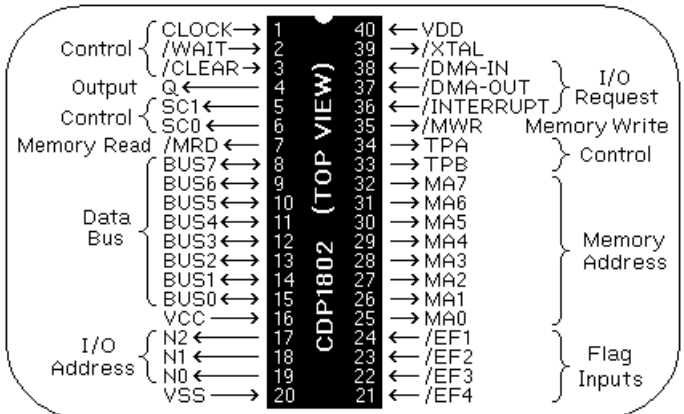 CLOCK 1 40 VDD
Control /WAIT 2 39 /XTAL
/CLEAR 3 38 /DMA-IN
Output Q 4 37 /DMA-OUT I/O Request
Control SC1 5 36 /INTERRUPT
SC0 6 35 /MWR Memory Write
Memory Read /MRD 7 34 TPA
BUS7 8 33 TPB Control
BUS6 9 32 MA7
BUS5 10 31 MA6
Data Bus BUS4 11 30 MA5
BUS3 12 29 MA4 Memory Address
BUS2 13 28 MA3
BUS1 14 27 MA2
BUS0 15 26 MA1
VCC 16 25 MA0
I/O Address N2 17 24 /EF1
N1 18 23 /EF2 Flag Inputs
N0 19 22 /EF3
VSS 20 21 /EF4
CDP1802 (TOP VIEW)